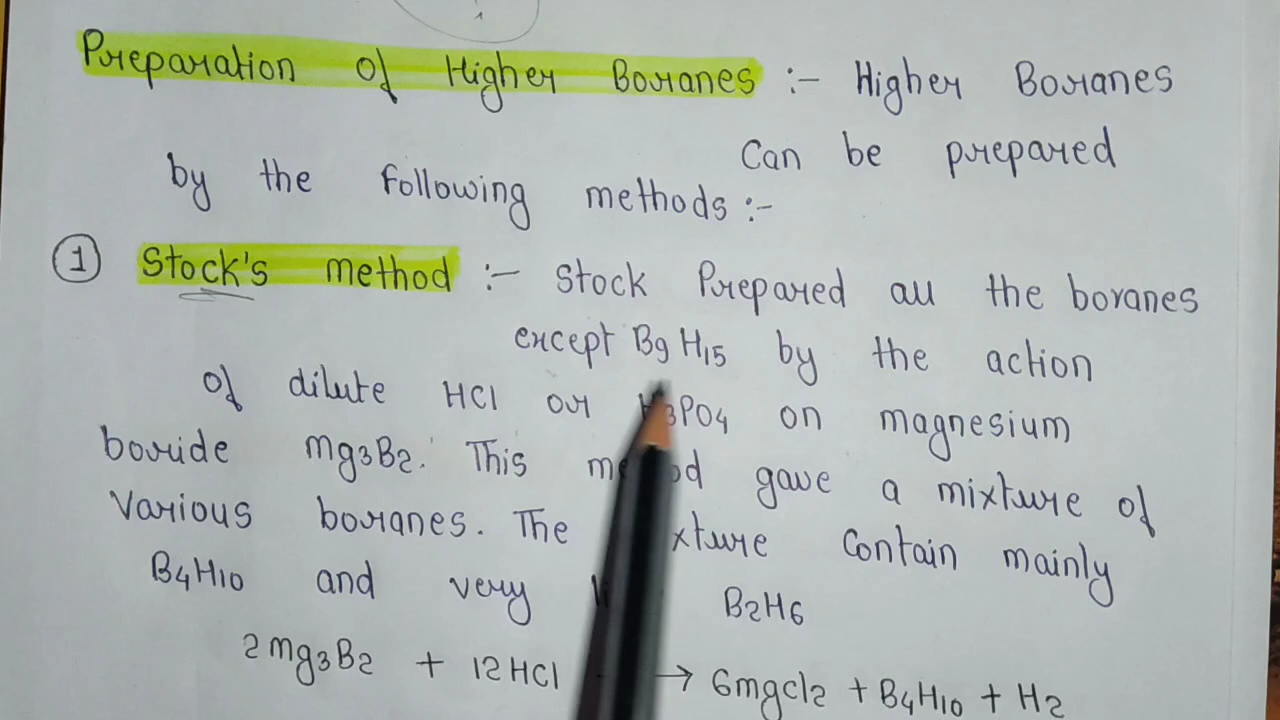 Preparation of Higher Boranes :- Higher Boranes
Can be prepared
by the following methods :-
① Stock's method :- Stock Prepared all the boranes
except B9H15 by the action
of dilute HCl or H3PO4 on magnesium
boride Mg3B2. This method gave a mixture of
Various boranes. The xture Contain mainly
B4H10 and very B2H6
2Mg3B2 + 12HCl → 6mgcl2 + B4H10 + H2